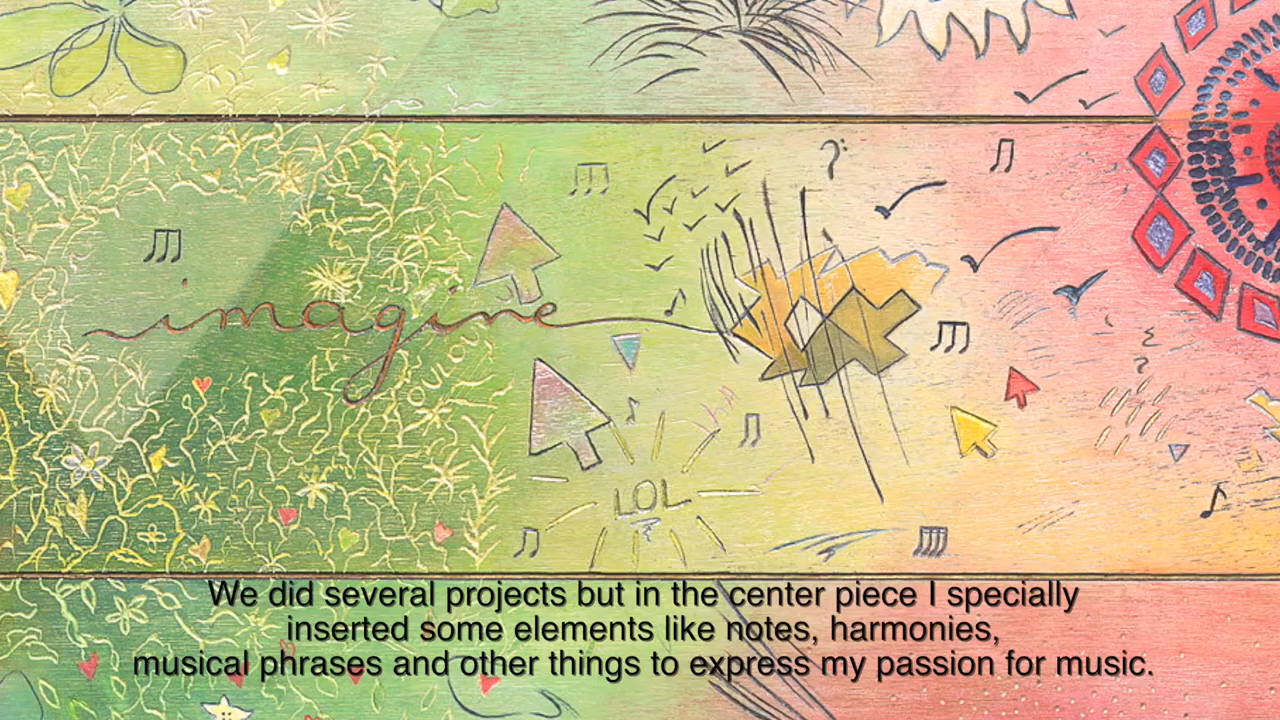 imagine
LOL
We did several projects but in the center piece I specially
inserted some elements like notes, harmonies,
musical phrases and other things to express my passion for music.